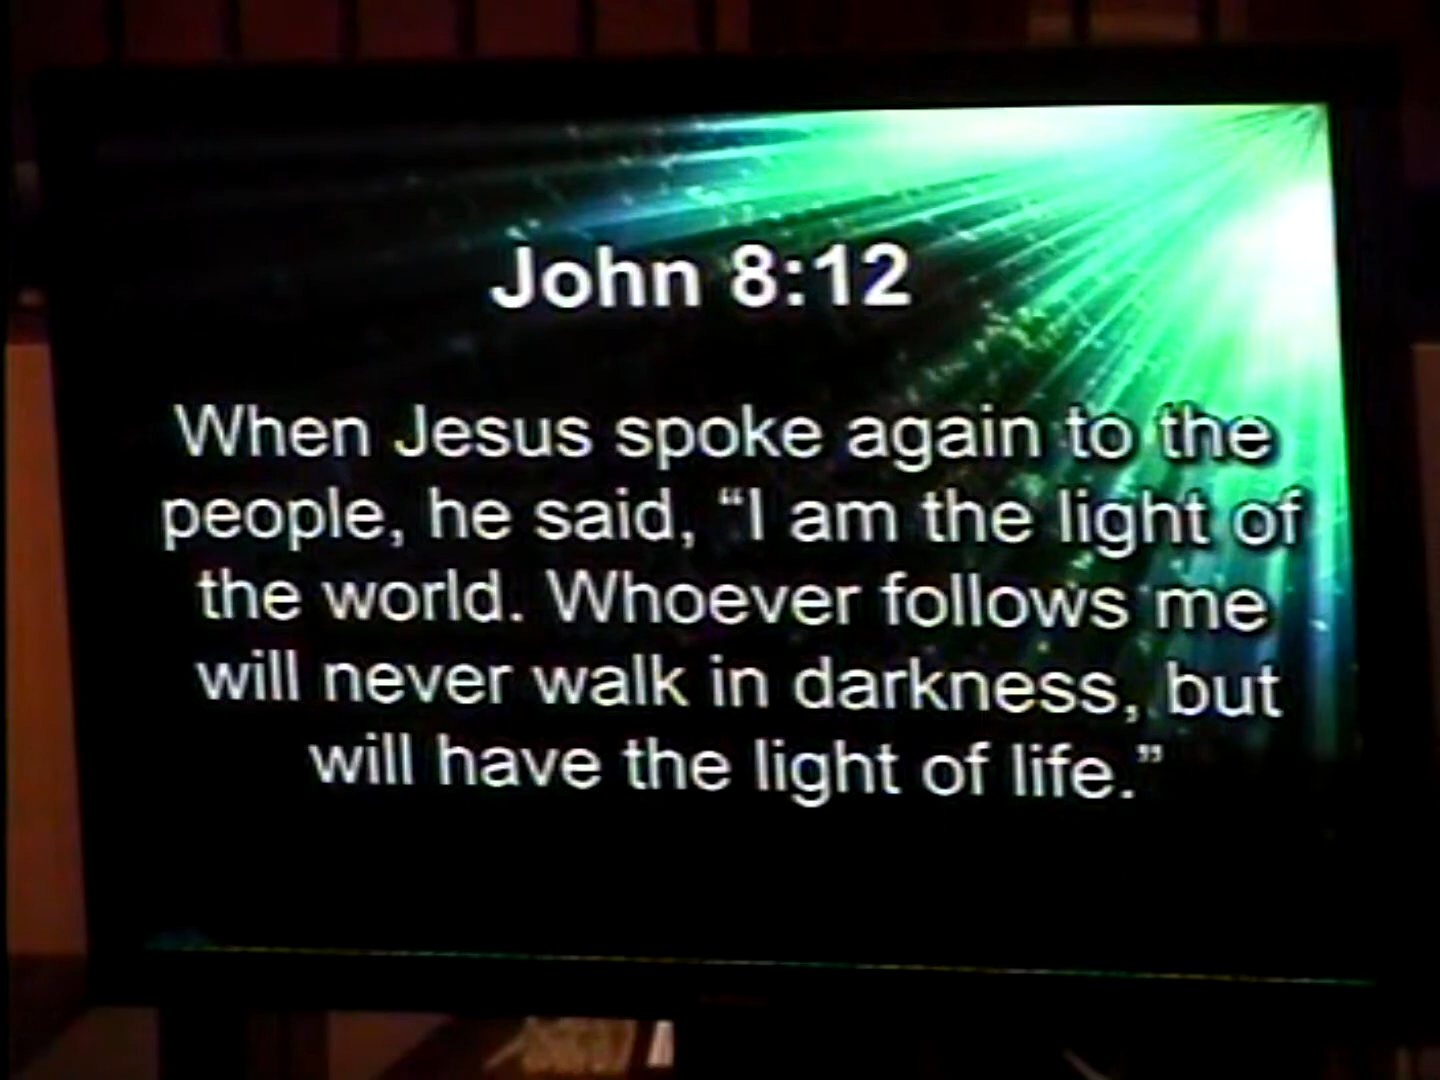 John 8:12
When Jesus spoke again to the
people, he said, “I am the light of
the world. Whoever follows me
will never walk in darkness, but
will have the light of life.”